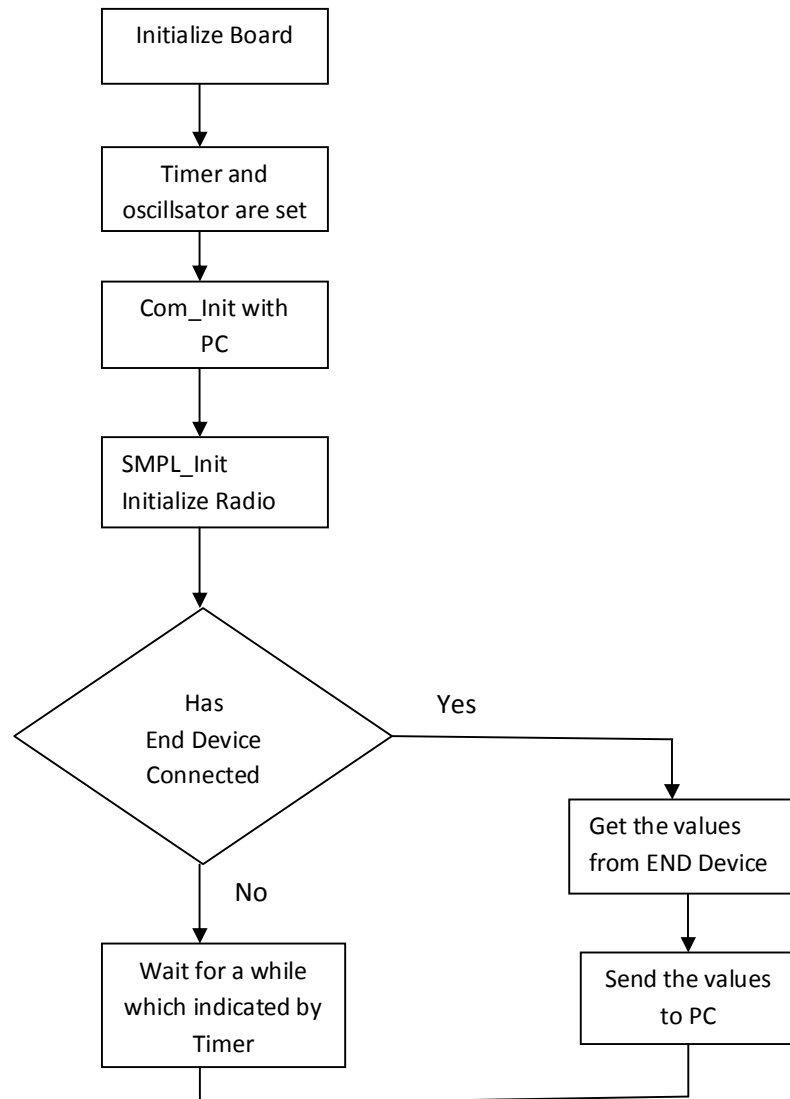 Initialize Board
Timer and
oscillsator are set
Com_Init with
PC
SMPL_Init
Initialize Radio
Has
End Device
Connected
Yes
No
Get the values
from END Device
Send the values
to PC
Wait for a while
which indicated by
Timer